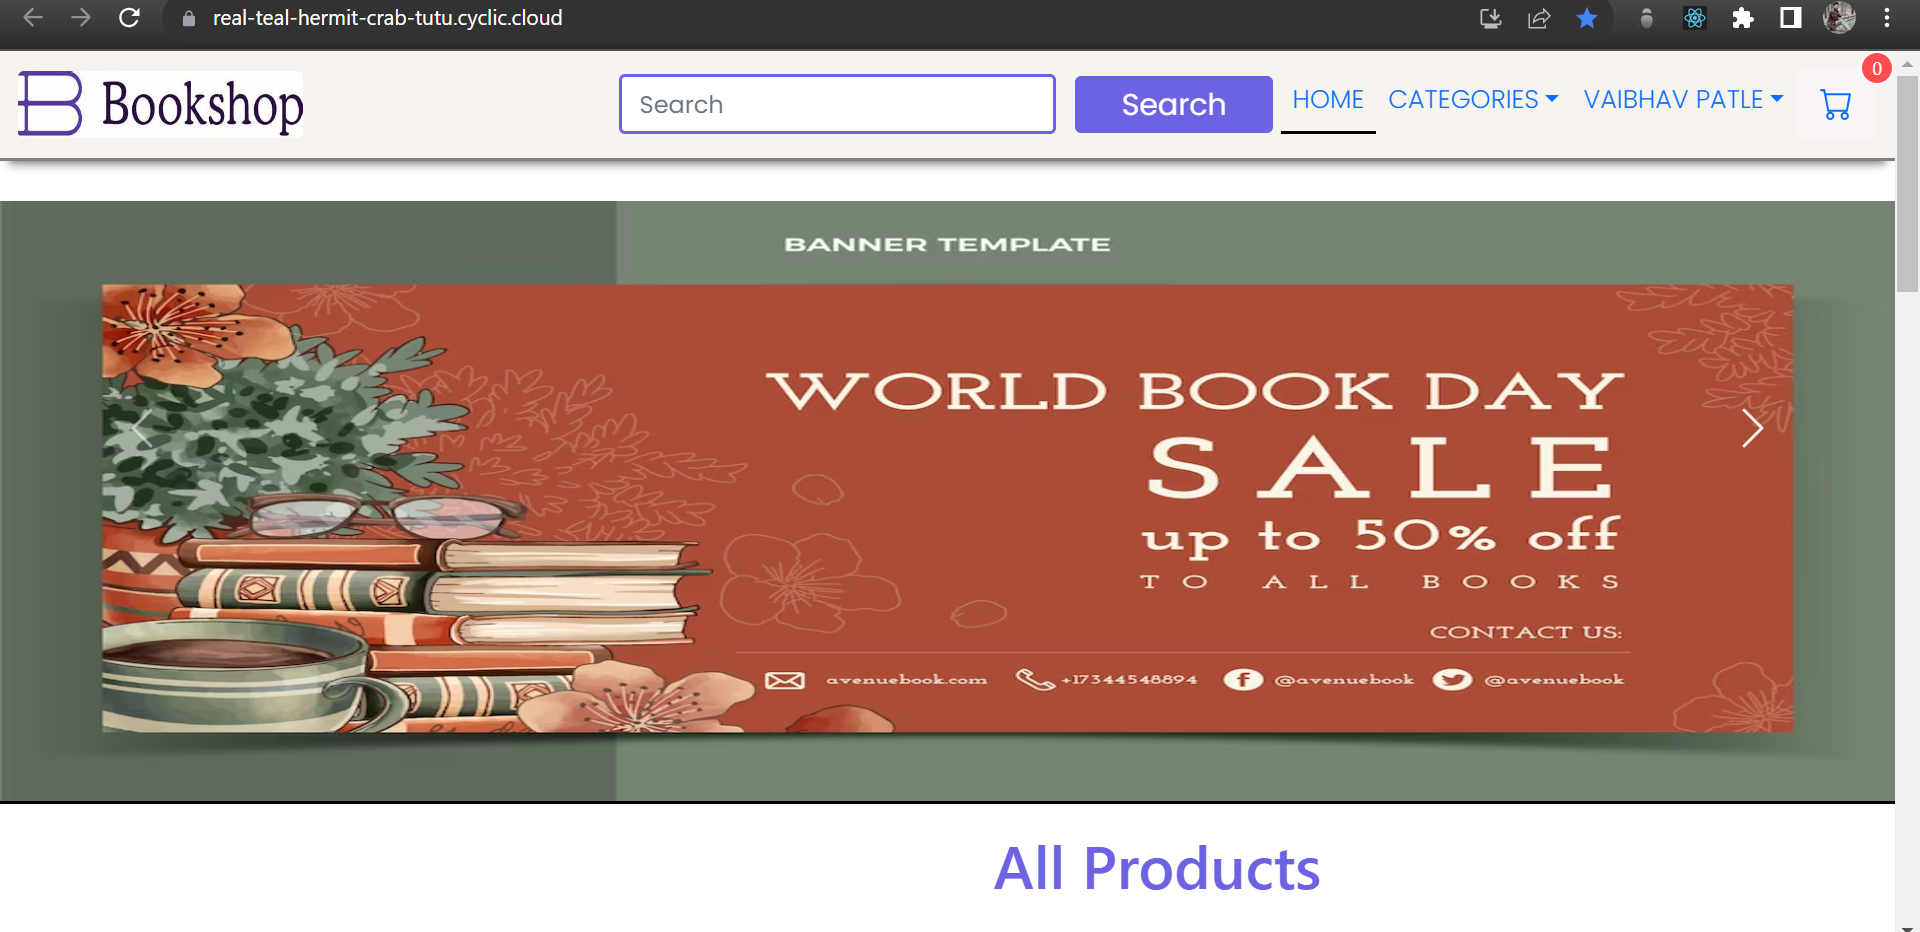 real-teal-hermit-crab-tutu.cyclic.cloud
Bookshop
Search
Search
HOME
CATEGORIES
VAIBHAV PATLE
0
BANNER TEMPLATE
WORLD BOOK DAY
SALE
up to 50% off
TO ALL BOOKS
CONTACT US:
avenuebook.com +17344548894 @avenuebook @avenuebook
All Products